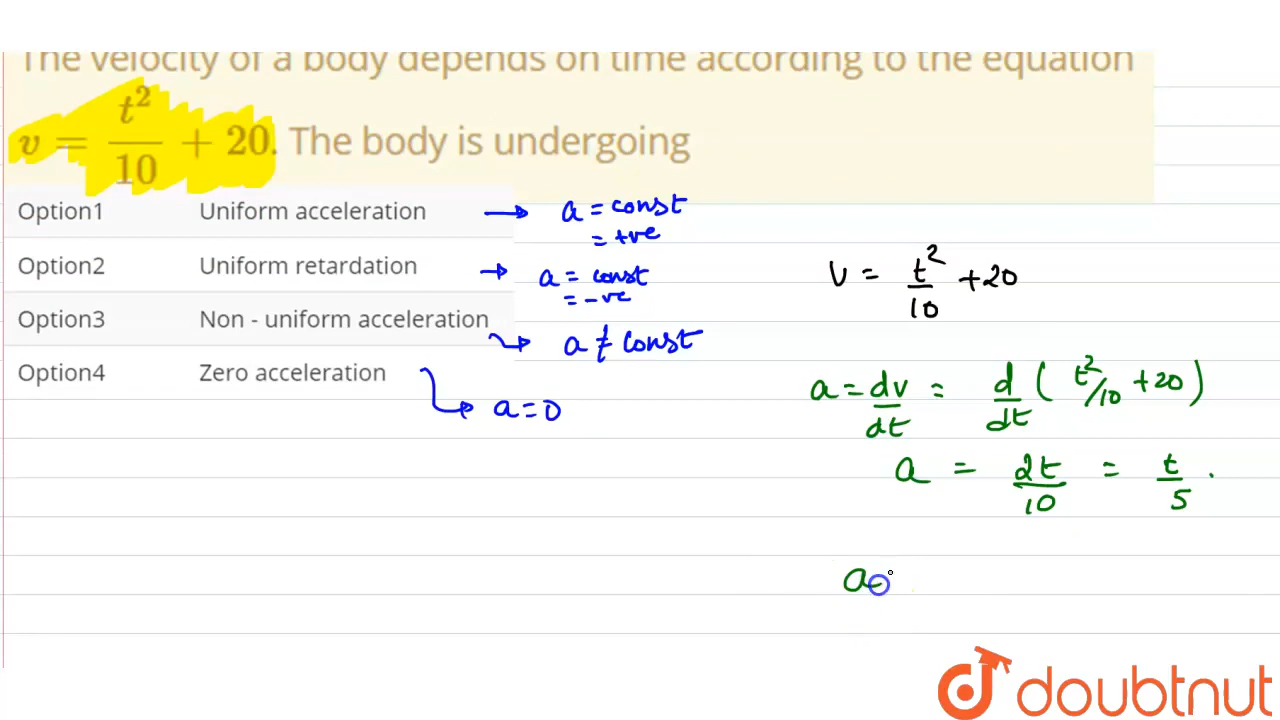 The velocity of a body depends on time according to the equation
v = t²/10 + 20. The body is undergoing
Option1 Uniform acceleration → a = const
= +ve
Option2 Uniform retardation → a = const
= -ve
Option3 Non - uniform acceleration → a ≠ const
Option4 Zero acceleration → a = 0
v = t²/10 + 20
a = dv/dt = d/dt ( t²/10 + 20 )
a = 2t/10 = t/5 .
a
doubtnut